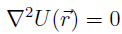 ∇²U(r⃗) = 0